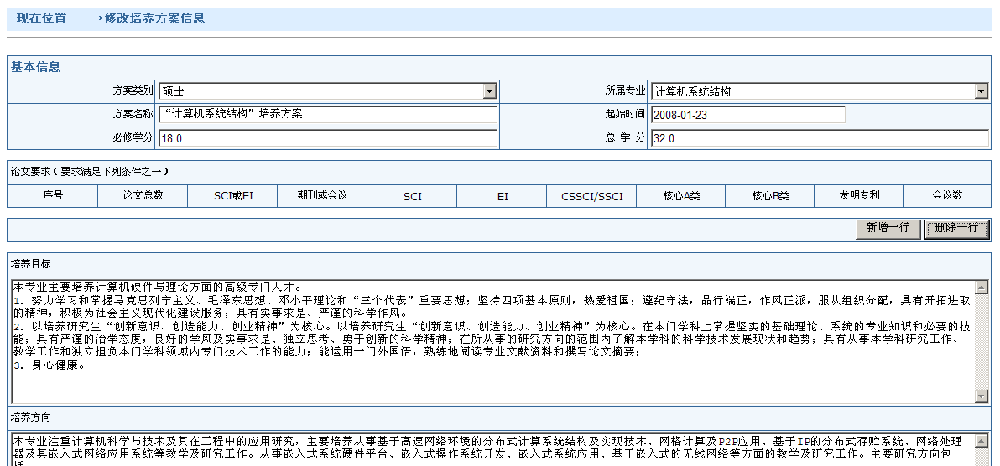 现在位置——→修改培养方案信息
基本信息
方案类别 硕士 所属专业 计算机系统结构
方案名称 “计算机系统结构”培养方案 起始时间 2008-01-23
必修学分 18.0 总 学 分 32.0
论文要求(要求满足下列条件之一)
序号 论文总数 SCI或EI 期刊或会议 SCI EI CSSCI/SSCI 核心A类 核心B类 发明专利 会议数
新增一行 删除一行
培养目标
本专业主要培养计算机硬件与理论方面的高级专门人才。
1. 努力学习和掌握马克思列宁主义、毛泽东思想、邓小平理论和“三个代表”重要思想；坚持四项基本原则，热爱祖国；遵纪守法，品行端正，作风正派，服从组织分配，具有开拓进取
的精神，积极为社会主义现代化建设服务；具有实事求是、严谨的科学作风。
2. 以培养研究生“创新意识、创造能力、创业精神”为核心。以培养研究生“创新意识、创造能力、创业精神”为核心。在本门学科上掌握坚实的基础理论、系统的专业知识和必要的技
能；具有严谨的治学态度，良好的学风及实事求是、独立思考、勇于创新的科学精神；在所从事的研究方向的范围内了解本学科的科学技术发展现状和趋势；具有从事本学科研究工作、
教学工作和独立担负本门学科领域内专门技术工作的能力；能运用一门外国语，熟练地阅读专业文献资料和撰写论文摘要；
3. 身心健康。
培养方向
本专业注重计算机科学与技术及其在工程中的应用研究，主要培养从事基于高速网络环境的分布式计算系统结构及实现技术、网格计算及P2P应用、基于IP的分布式存贮系统、网络处理
器及其嵌入式网络应用系统等教学及研究工作。从事嵌入式系统硬件平台、嵌入式操作系统开发、嵌入式系统应用、基于嵌入式的无线网络等方面的教学及研究工作。主要研究方向包